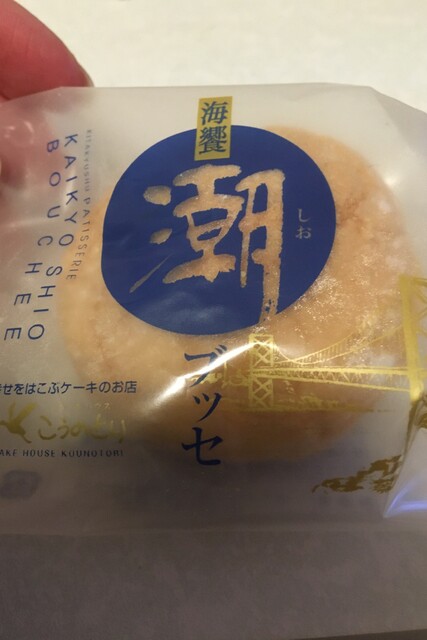 海饗
潮
しお
ブッセ
KITAKYUSHU PATISSERIE
KAIKYO SHIO
BOUCHEE
せをはこぶケーキのお店
こうのとり
AKE HOUSE KOUNOTORI